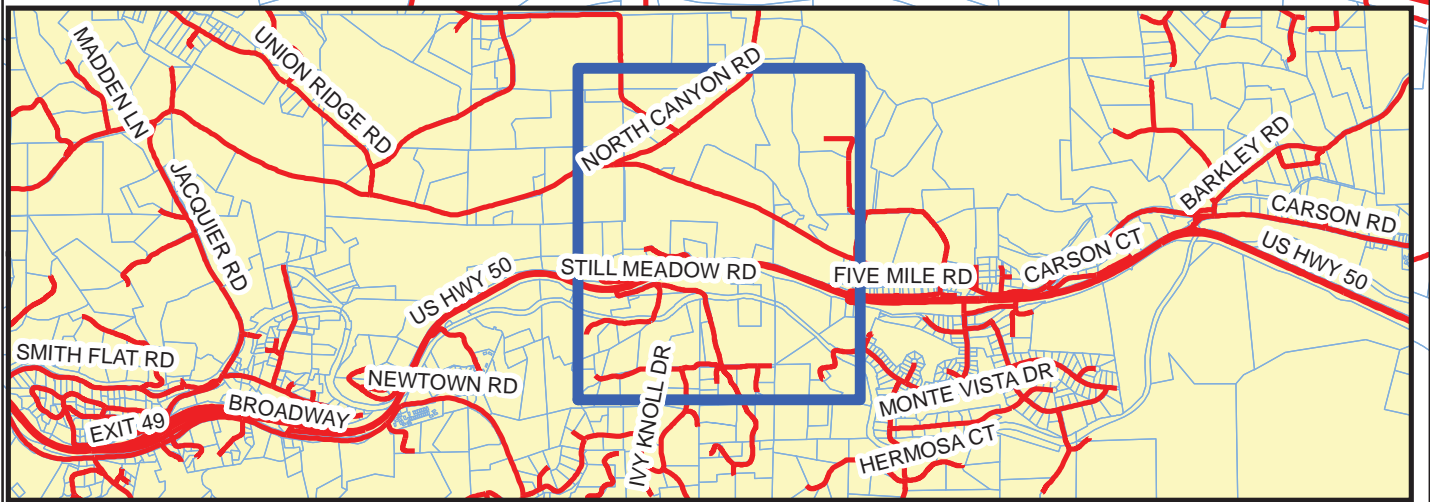 MADDEN LN
UNION RIDGE RD
NORTH CANYON RD
JACQUIER RD
BARKLEY RD
CARSON RD
CARSON CT
US HWY 50
US HWY 50
STILL MEADOW RD
FIVE MILE RD
SMITH FLAT RD
NEWTOWN RD
BROADWAY
EXIT 49
IVY KNOLL DR
MONTE VISTA DR
HERMOSA CT